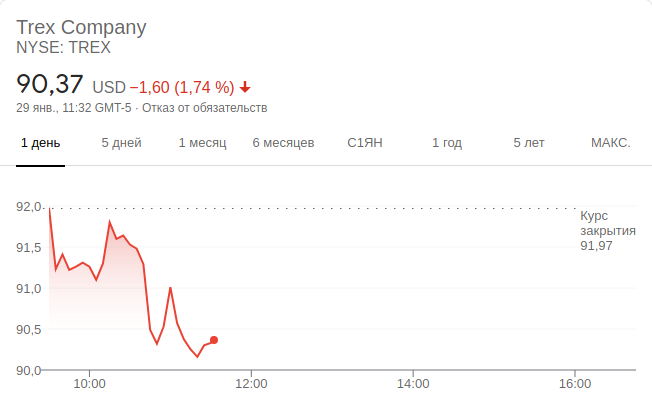 Trex Company
NYSE: TREX
90,37 USD −1,60 (1,74 %)
29 янв., 11:32 GMT-5 · Отказ от обязательств
1 день 5 дней 1 месяц 6 месяцев С1ЯН 1 год 5 лет МАКС.
92,0
Курс
закрытия
91,97
91,5
91,0
90,5
90,0
10:00 12:00 14:00 16:00